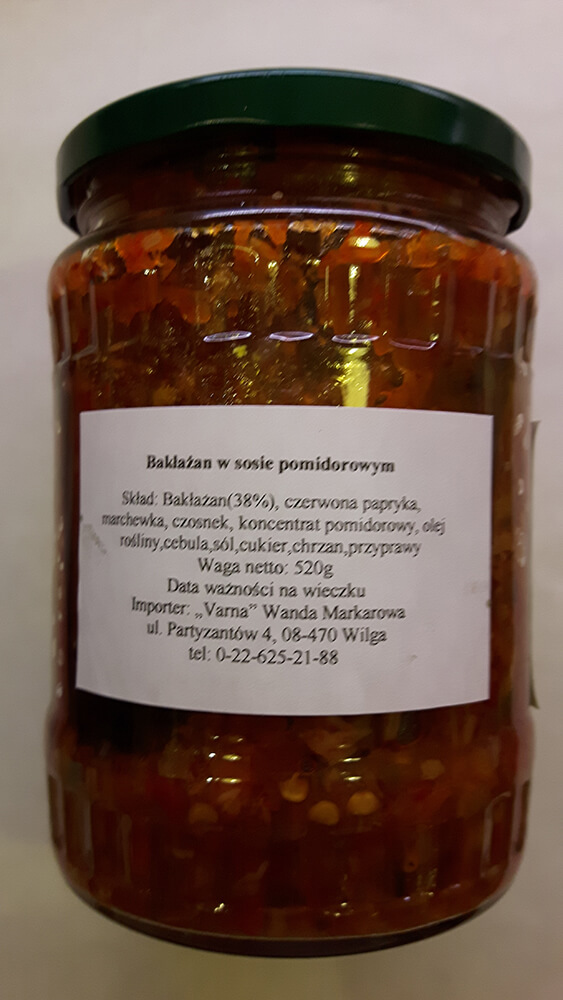 Bakłażan w sosie pomidorowym
Skład: Bakłażan(38%), czerwona papryka,
marchewka, czosnek, koncentrat pomidorowy, olej
rośliny,cebula,sól,cukier,chrzan,przyprawy
Waga netto: 520g
Data ważności na wieczku
Importer: „Varna” Wanda Markarowa
ul. Partyzantów 4, 08-470 Wilga
tel: 0-22-625-21-88